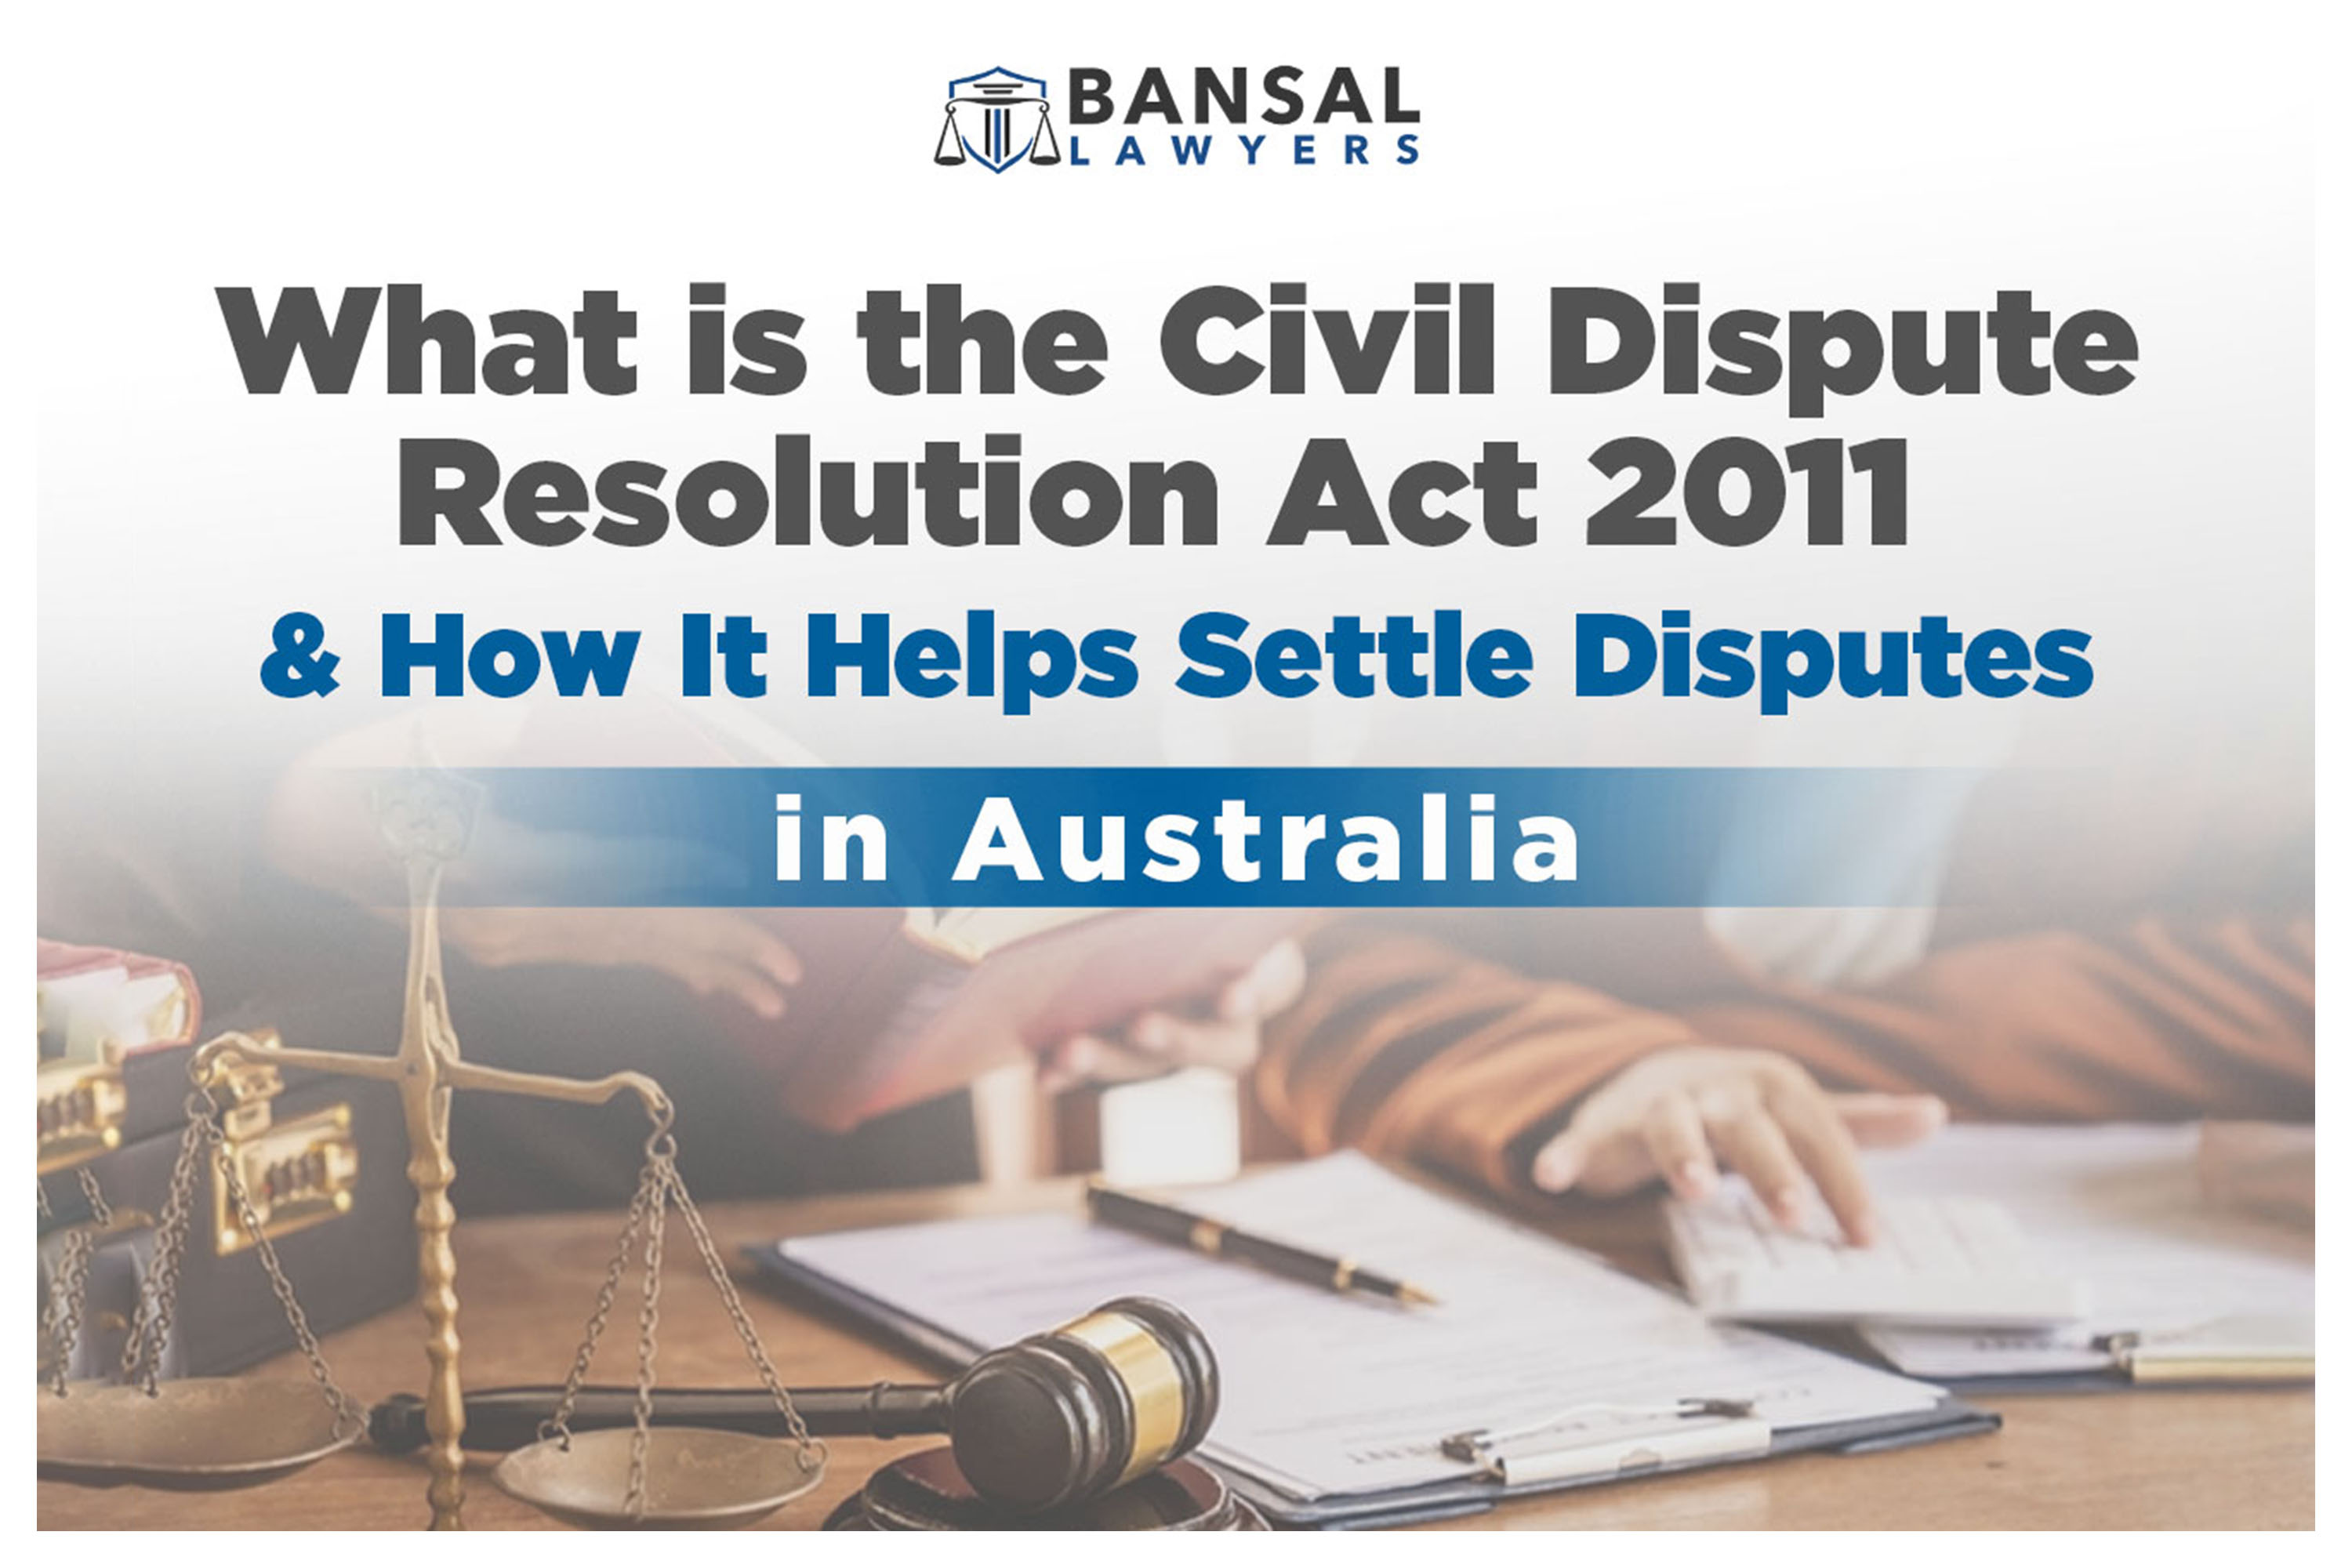 BANSAL
LAWYERS
What is the Civil Dispute
Resolution Act 2011
& How It Helps Settle Disputes
in Australia